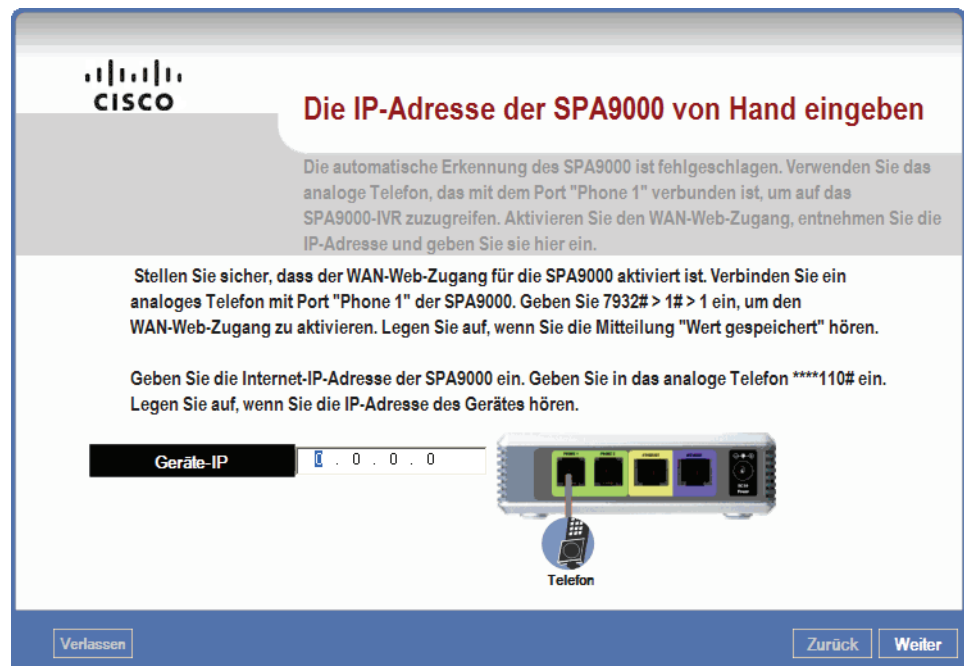 CISCO
Die IP-Adresse der SPA9000 von Hand eingeben
Die automatische Erkennung des SPA9000 ist fehlgeschlagen. Verwenden Sie das
analoge Telefon, das mit dem Port "Phone 1" verbunden ist, um auf das
SPA9000-IVR zuzugreifen. Aktivieren Sie den WAN-Web-Zugang, entnehmen Sie die
IP-Adresse und geben Sie sie hier ein.
Stellen Sie sicher, dass der WAN-Web-Zugang für die SPA9000 aktiviert ist. Verbinden Sie ein
analoges Telefon mit Port "Phone 1" der SPA9000. Geben Sie 7932# > 1# > 1 ein, um den
WAN-Web-Zugang zu aktivieren. Legen Sie auf, wenn Sie die Mitteilung "Wert gespeichert" hören.
Geben Sie die Internet-IP-Adresse der SPA9000 ein. Geben Sie in das analoge Telefon ****110# ein.
Legen Sie auf, wenn Sie die IP-Adresse des Gerätes hören.
Geräte-IP
0 . 0 . 0 . 0
PHONE 1 PHONE 2
Telefon
Verlassen
Zurück
Weiter